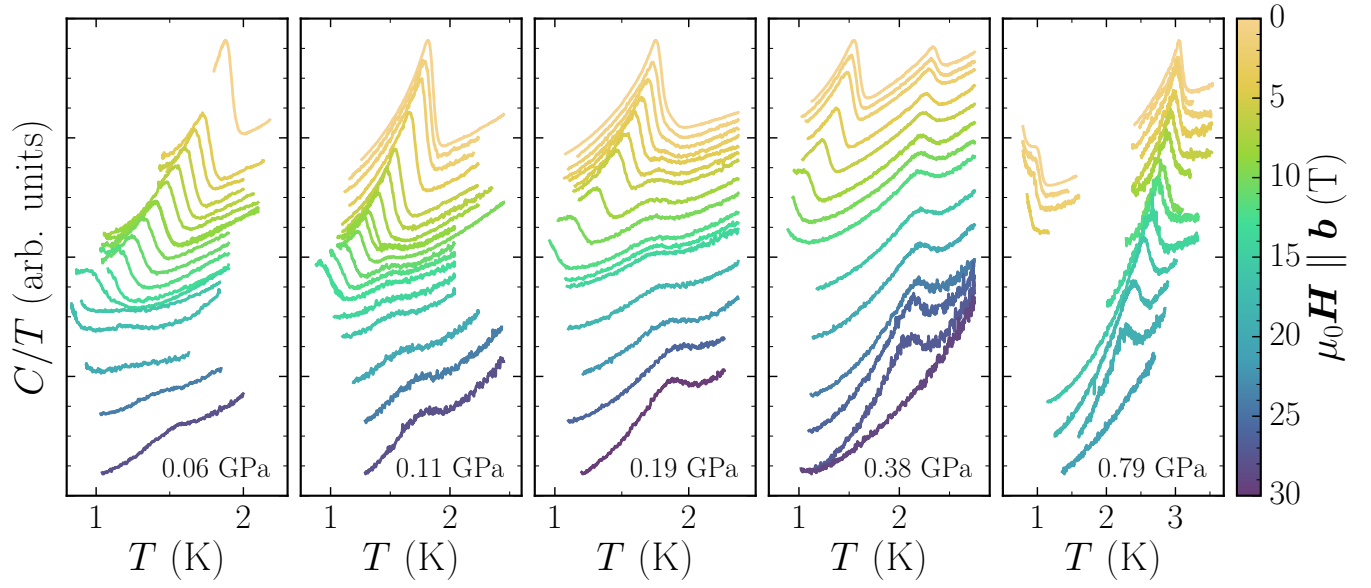 C/T (arb. units)
0.06 GPa
0.11 GPa
0.19 GPa
0.38 GPa
0.79 GPa
1 2
1 2
1 2
1 2
1 2 3
T (K)
T (K)
T (K)
T (K)
T (K)
0
5
10
15
20
25
30
μ₀H ∥ b (T)